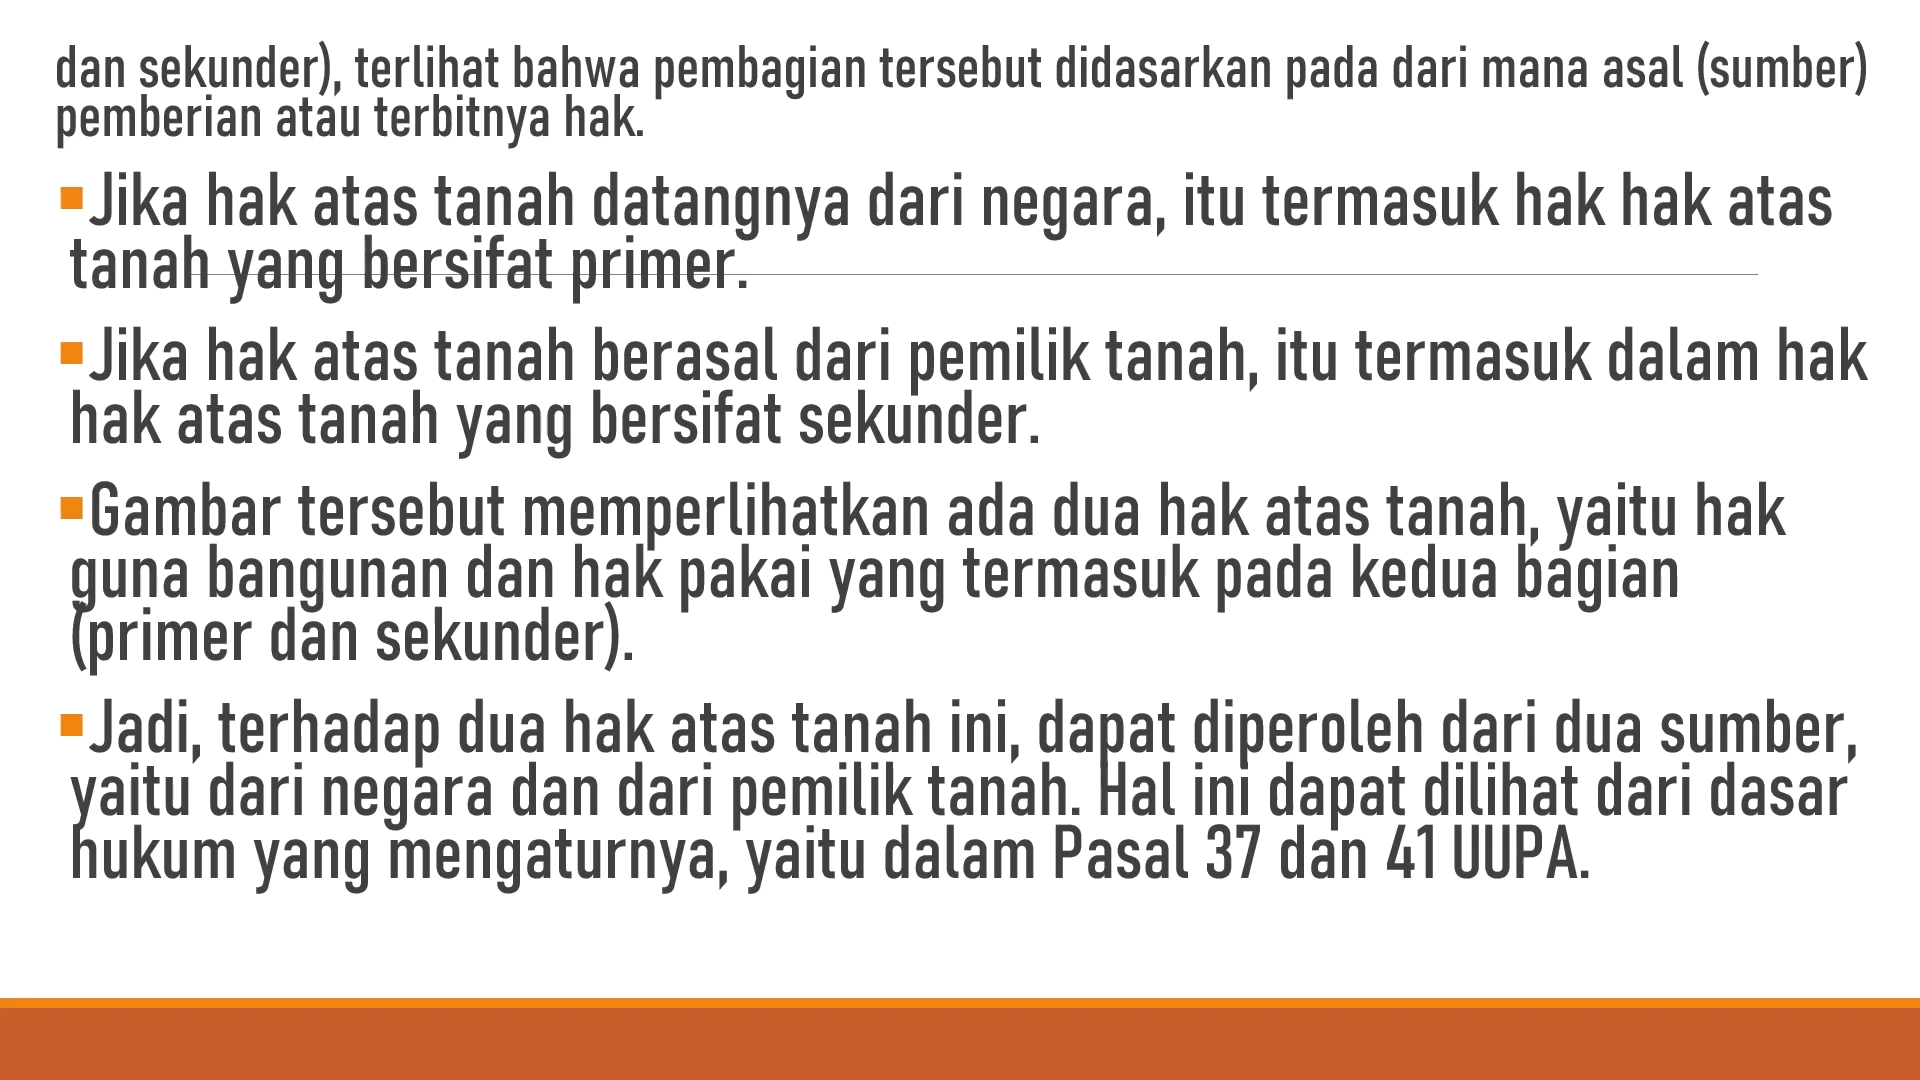 dan sekunder), terlihat bahwa pembagian tersebut didasarkan pada dari mana asal (sumber)
pemberian atau terbitnya hak.
▪Jika hak atas tanah datangnya dari negara, itu termasuk hak hak atas
tanah yang bersifat primer.
▪Jika hak atas tanah berasal dari pemilik tanah, itu termasuk dalam hak
hak atas tanah yang bersifat sekunder.
▪Gambar tersebut memperlihatkan ada dua hak atas tanah, yaitu hak
guna bangunan dan hak pakai yang termasuk pada kedua bagian
(primer dan sekunder).
▪Jadi, terhadap dua hak atas tanah ini, dapat diperoleh dari dua sumber,
yaitu dari negara dan dari pemilik tanah. Hal ini dapat dilihat dari dasar
hukum yang mengaturnya, yaitu dalam Pasal 37 dan 41 UUPA.